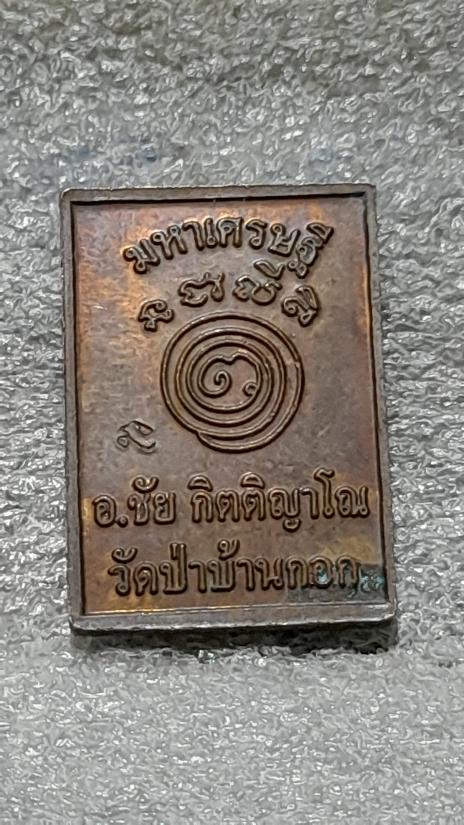 มหาเศรษฐี
อ.ชัย กิตติญาโณ
วัดป่าบ้านกอก